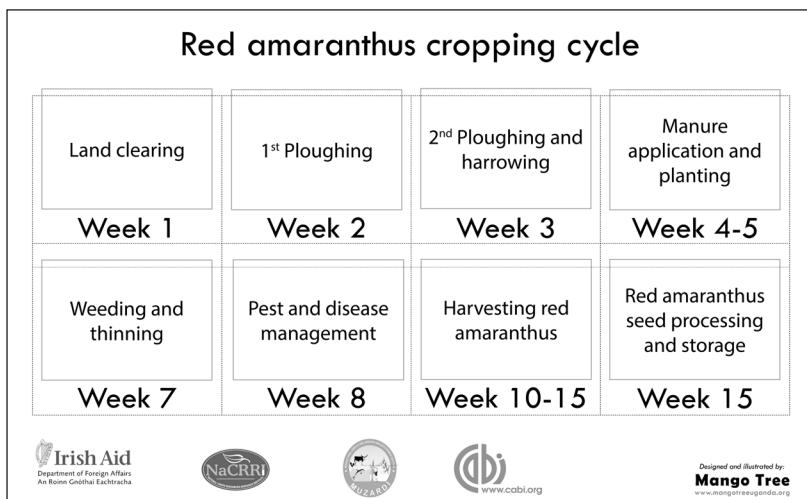 Red amaranthus cropping cycle
Land clearing
Week 1
1st Ploughing
Week 2
2nd Ploughing and
harrowing
Week 3
Manure
application and
planting
Week 4-5
Weeding and
thinning
Week 7
Pest and disease
management
Week 8
Harvesting red
amaranthus
Week 10-15
Red amaranthus
seed processing
and storage
Week 15
Irish Aid
Department of Foreign Affairs
An Roinn Gnóthaí Eachtracha
NaCRRI
MUZARDI
cabi
www.cabi.org
Designed and illustrated by:
Mango Tree
www.mangotreeuganda.org